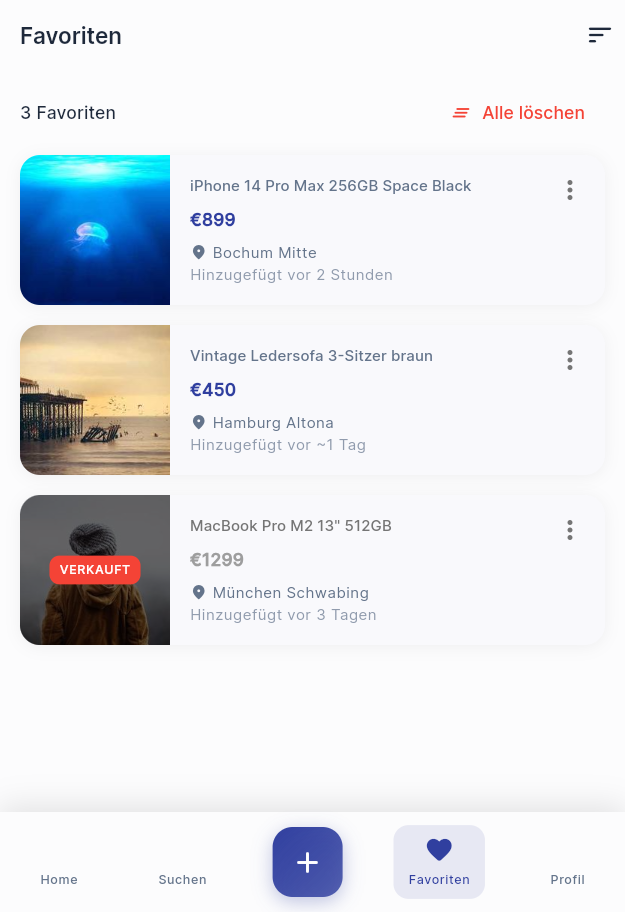 Favoriten
3 Favoriten
Alle löschen
iPhone 14 Pro Max 256GB Space Black
€899
Bochum Mitte
Hinzugefügt vor 2 Stunden
Vintage Ledersofa 3-Sitzer braun
€450
Hamburg Altona
Hinzugefügt vor ~1 Tag
VERKAUFT
MacBook Pro M2 13" 512GB
€1299
München Schwabing
Hinzugefügt vor 3 Tagen
Home
Suchen
Favoriten
Profil